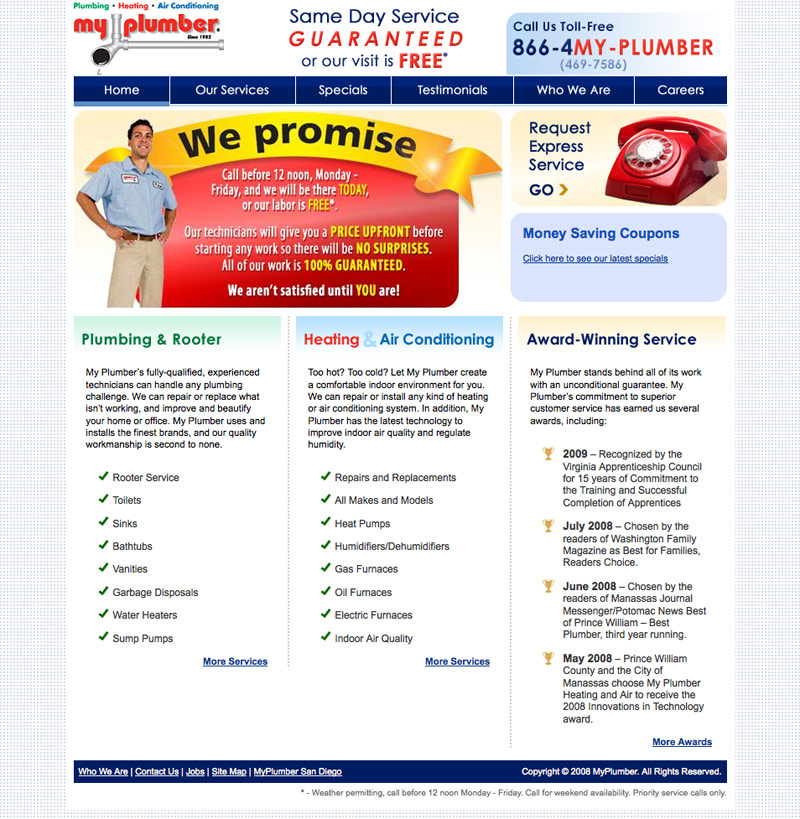 Plumbing • Heating • Air Conditioning
my plumber.
Since 1982
Same Day Service
GUARANTEED
or our visit is FREE*
Call Us Toll-Free
866-4MY-PLUMBER
(469-7586)
Home
Our Services
Specials
Testimonials
Who We Are
Careers
We promise
Call before 12 noon, Monday -
Friday, and we will be there TODAY,
or our labor is FREE*.
Our technicians will give you a PRICE UPFRONT before
starting any work so there will be NO SURPRISES.
All of our work is 100% GUARANTEED.
We aren't satisfied until YOU are!
Request
Express
Service
GO >
Money Saving Coupons
Click here to see our latest specials
Plumbing & Rooter
My Plumber's fully-qualified, experienced
technicians can handle any plumbing
challenge. We can repair or replace what
isn't working, and improve and beautify
your home or office. My Plumber uses and
installs the finest brands, and our quality
workmanship is second to none.
Rooter Service
Toilets
Sinks
Bathtubs
Vanities
Garbage Disposals
Water Heaters
Sump Pumps
More Services
Heating & Air Conditioning
Too hot? Too cold? Let My Plumber create
a comfortable indoor environment for you.
We can repair or install any kind of heating
or air conditioning system. In addition, My
Plumber has the latest technology to
improve indoor air quality and regulate
humidity.
Repairs and Replacements
All Makes and Models
Heat Pumps
Humidifiers/Dehumidifiers
Gas Furnaces
Oil Furnaces
Electric Furnaces
Indoor Air Quality
More Services
Award-Winning Service
My Plumber stands behind all of its work
with an unconditional guarantee. My
Plumber's commitment to superior
customer service has earned us several
awards, including:
2009 – Recognized by the
Virginia Apprenticeship Council
for 15 years of Commitment to
the Training and Successful
Completion of Apprentices
July 2008 – Chosen by the
readers of Washington Family
Magazine as Best for Families,
Readers Choice.
June 2008 – Chosen by the
readers of Manassas Journal
Messenger/Potomac News Best
of Prince William – Best
Plumber, third year running.
May 2008 – Prince William
County and the City of
Manassas choose My Plumber
Heating and Air to receive the
2008 Innovations in Technology
award.
More Awards
Who We Are | Contact Us | Jobs | Site Map | MyPlumber San Diego
Copyright © 2008 MyPlumber. All Rights Reserved.
* - Weather permitting, call before 12 noon Monday - Friday. Call for weekend availability. Priority service calls only.